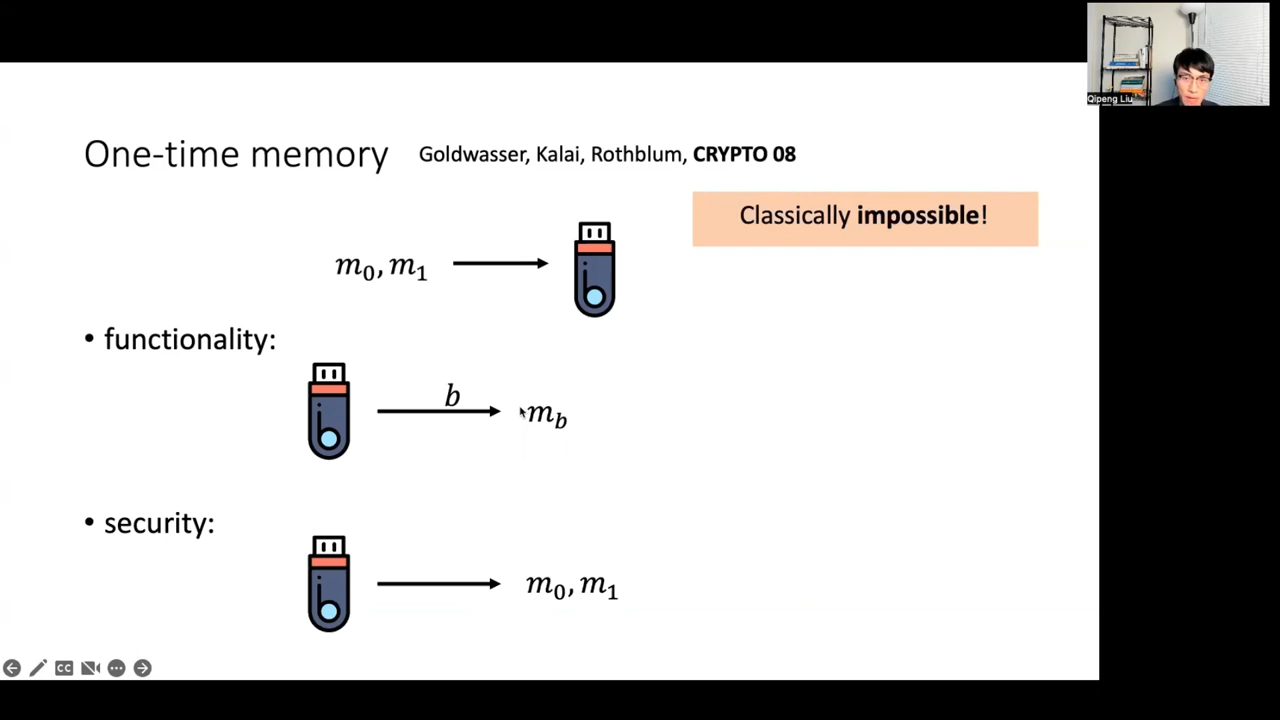 Qipeng Liu
One-time memory Goldwasser, Kalai, Rothblum, CRYPTO 08
Classically impossible!
m₀, m₁
• functionality:
b
m_b
• security:
m₀, m₁
CC